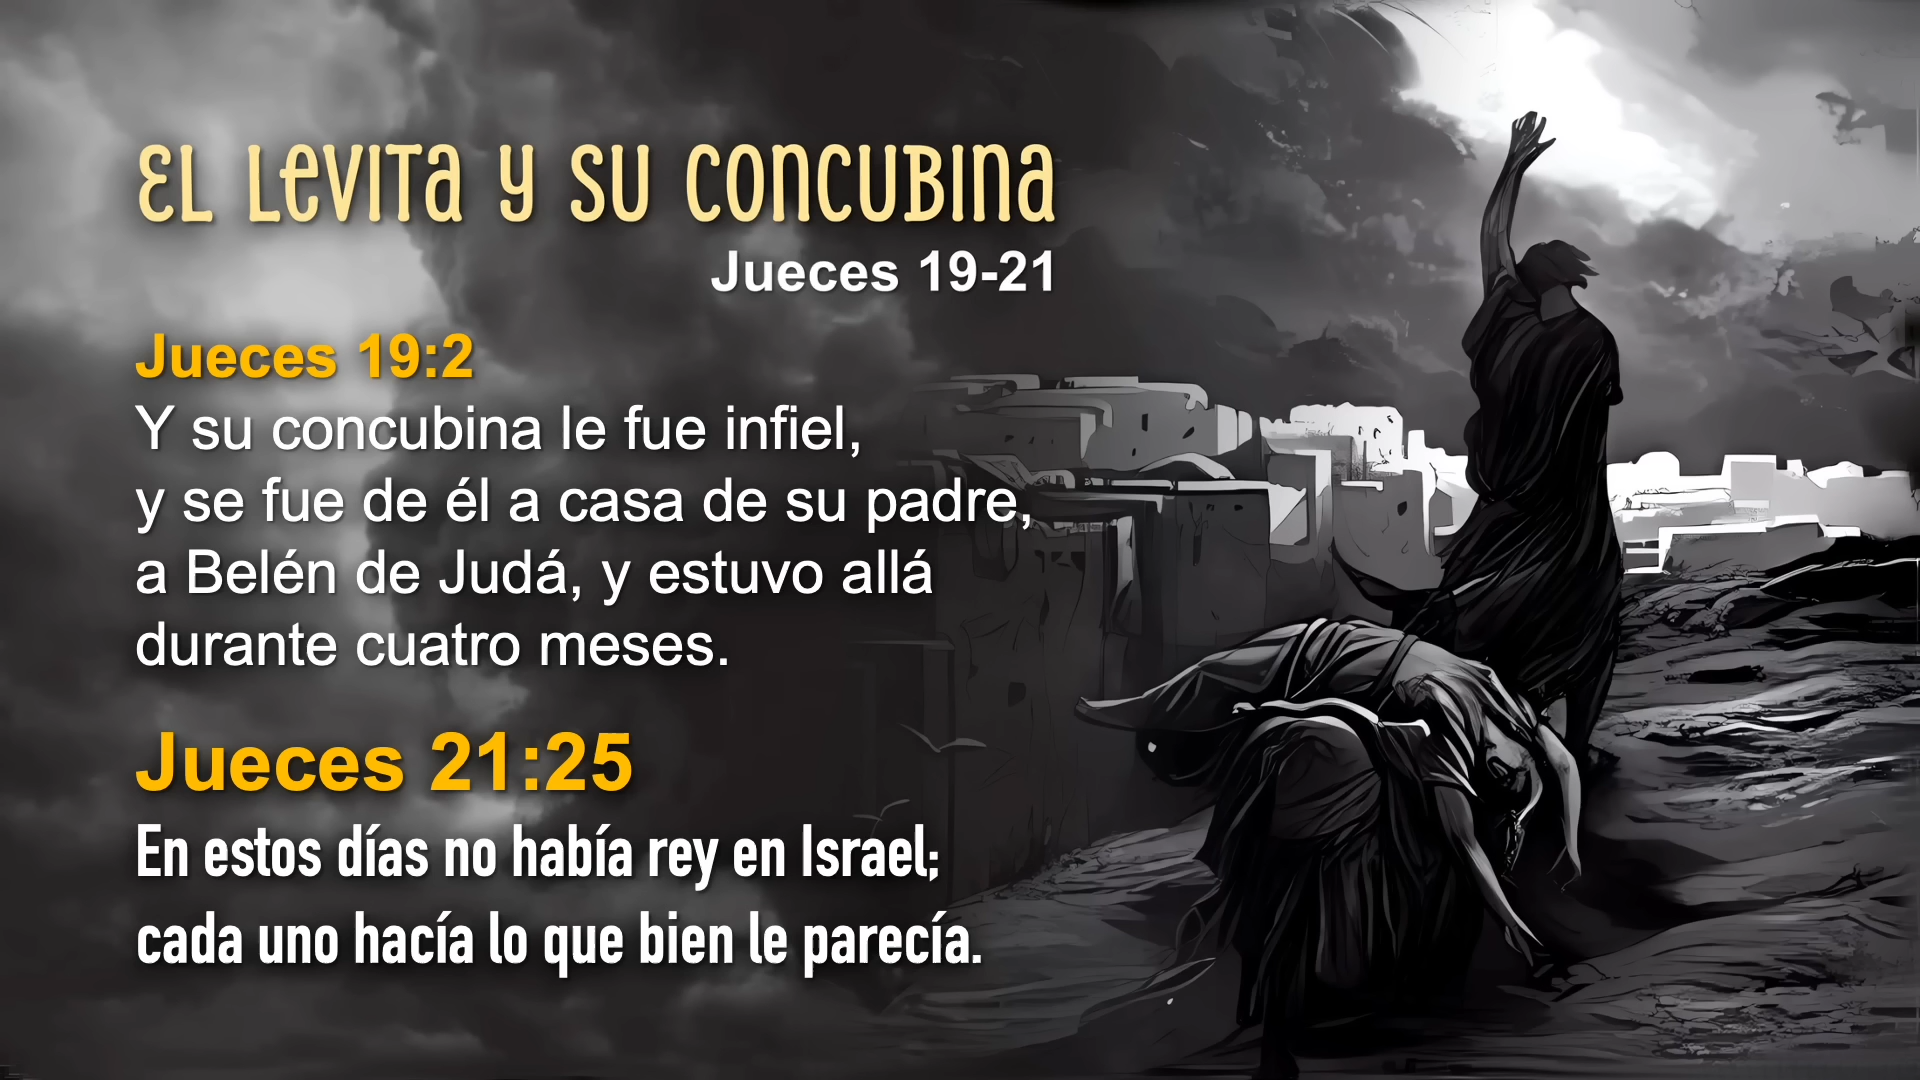 EL LEVITA Y SU CONCUBINA
Jueces 19-21
Jueces 19:2
Y su concubina le fue infiel,
y se fue de él a casa de su padre,
a Belén de Judá, y estuvo allá
durante cuatro meses.
Jueces 21:25
En estos días no había rey en Israel;
cada uno hacía lo que bien le parecía.